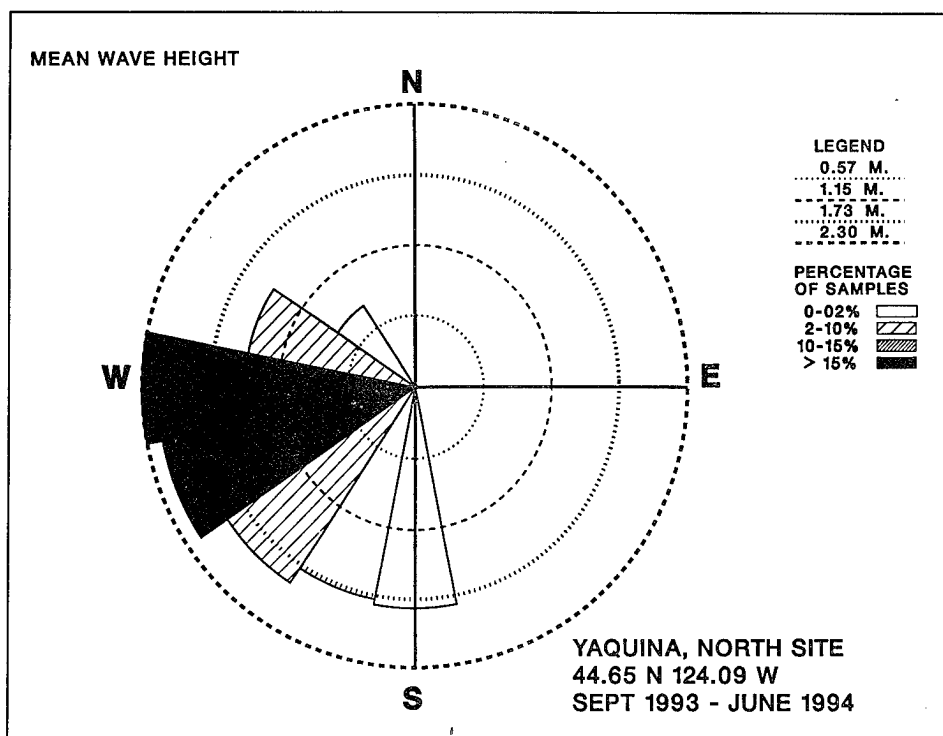 MEAN WAVE HEIGHT
N
LEGEND
0.57 M.
1.15 M.
1.73 M.
2.30 M.
PERCENTAGE
OF SAMPLES
0-02%
2-10%
10-15%
> 15%
W
E
S
YAQUINA, NORTH SITE
44.65 N 124.09 W
SEPT 1993 - JUNE 1994